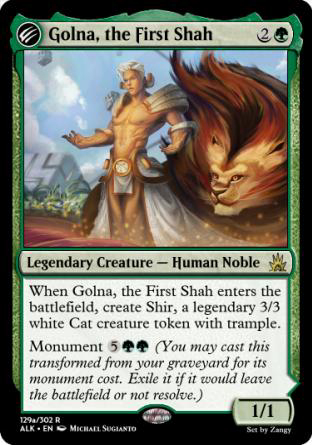 Golna, the First Shah 2
Legendary Creature — Human Noble
When Golna, the First Shah enters the
battlefield, create Shir, a legendary 3/3
white Cat creature token with trample.
Monument 5 (You may cast this
transformed from your graveyard for its
monument cost. Exile it if it would leave
the battlefield or not resolve.)
1/1
129a/302 R
ALK • EN Michael Sugianto
Set by Zangy